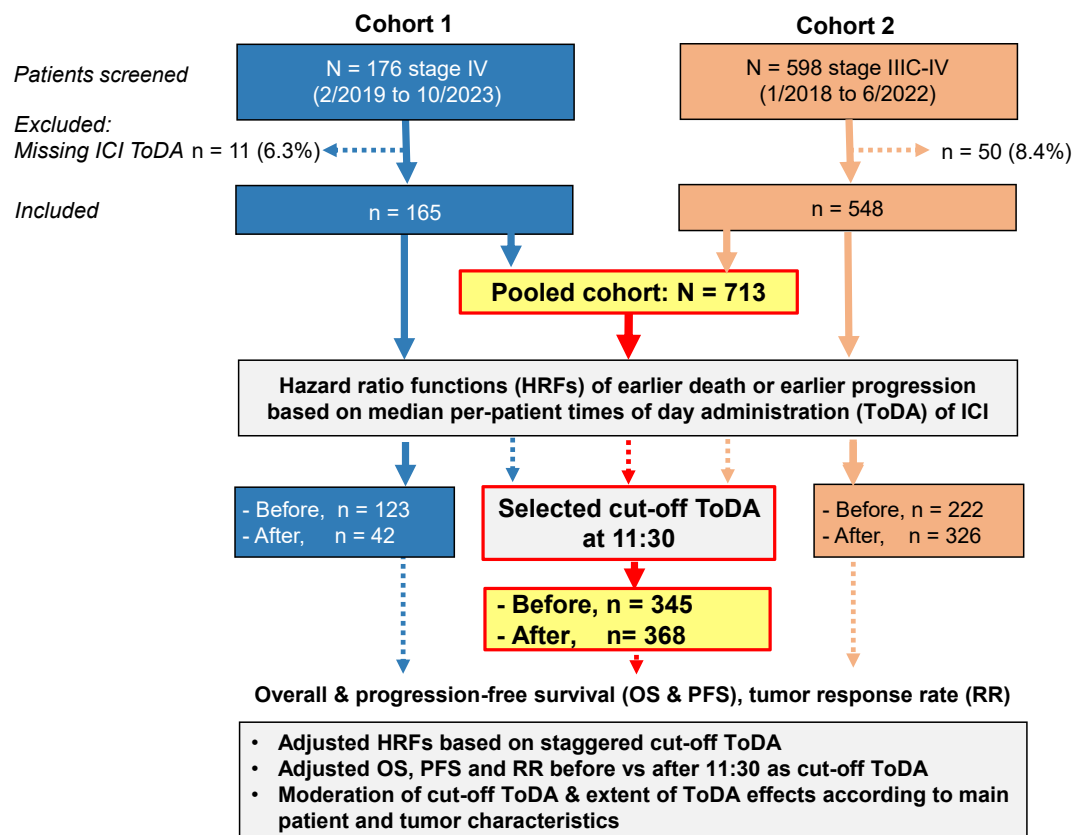 Cohort 1
Cohort 2
Patients screened
N = 176 stage IV
(2/2019 to 10/2023)
N = 598 stage IIIC-IV
(1/2018 to 6/2022)
Excluded:
Missing ICI ToDA n = 11 (6.3%)
n = 50 (8.4%)
Included
n = 165
n = 548
Pooled cohort: N = 713
Hazard ratio functions (HRFs) of earlier death or earlier progression
based on median per-patient times of day administration (ToDA) of ICI
- Before, n = 123
- After, n = 42
Selected cut-off ToDA
at 11:30
- Before, n = 222
- After, n = 326
- Before, n = 345
- After, n= 368
Overall & progression-free survival (OS & PFS), tumor response rate (RR)
• Adjusted HRFs based on staggered cut-off ToDA
• Adjusted OS, PFS and RR before vs after 11:30 as cut-off ToDA
• Moderation of cut-off ToDA & extent of ToDA effects according to main
patient and tumor characteristics